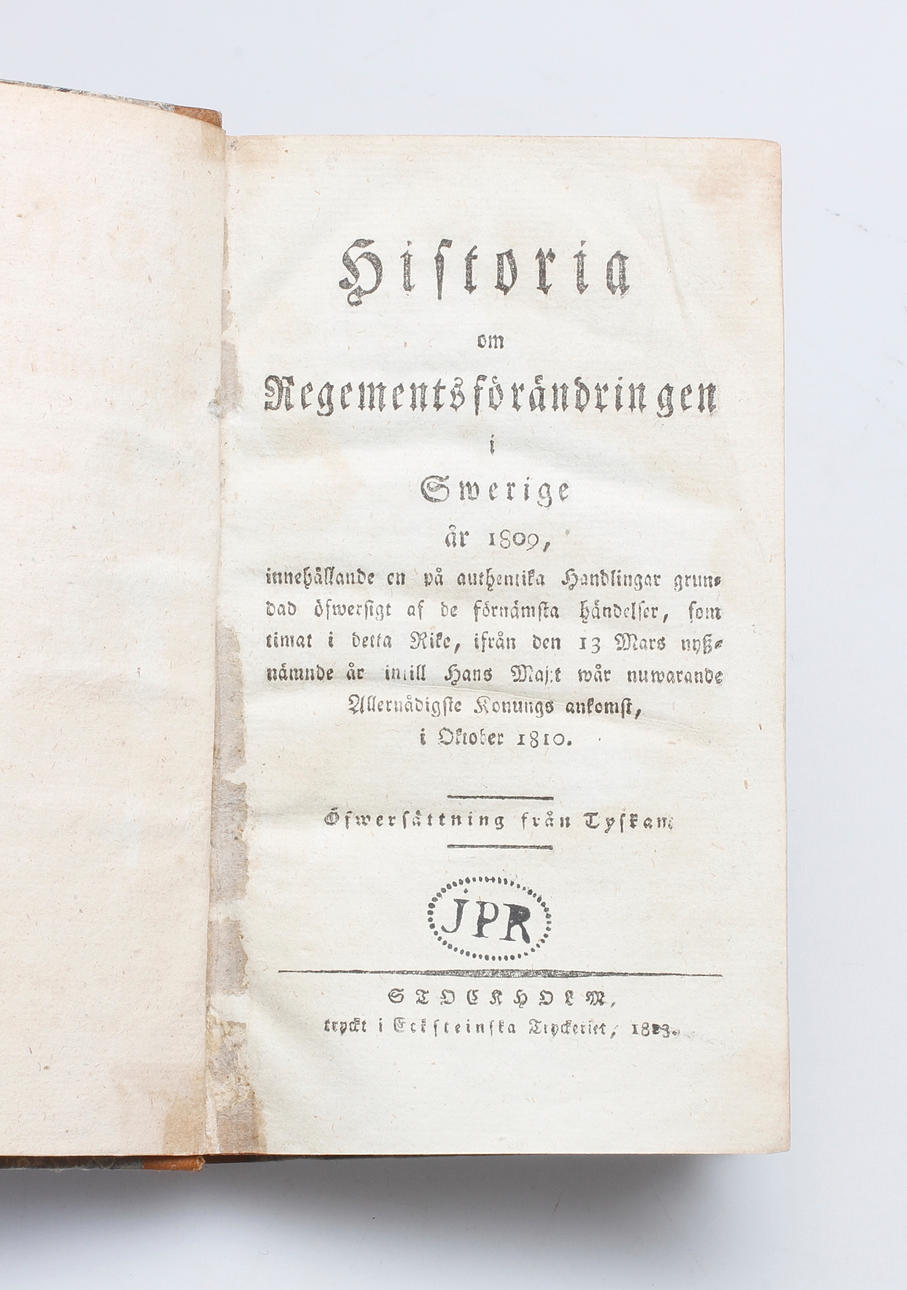 Historia
om
Regementsförändringen
i
Swerige
år 1809,
innehållande en på authentika Handlingar grun-
dad öfwersigt af de förnämsta händelser, som
timat i detta Rike, ifrån den 13 Mars nyß-
nämnde år intill Hans Maj:t wår nuwarande
Allernådigste Konungs ankomst,
i Oktober 1810.
Öfwersättning från Tyskan.
JPR
STOCKHOLM,
tryckt i Ecksteinska Tryckeriet,